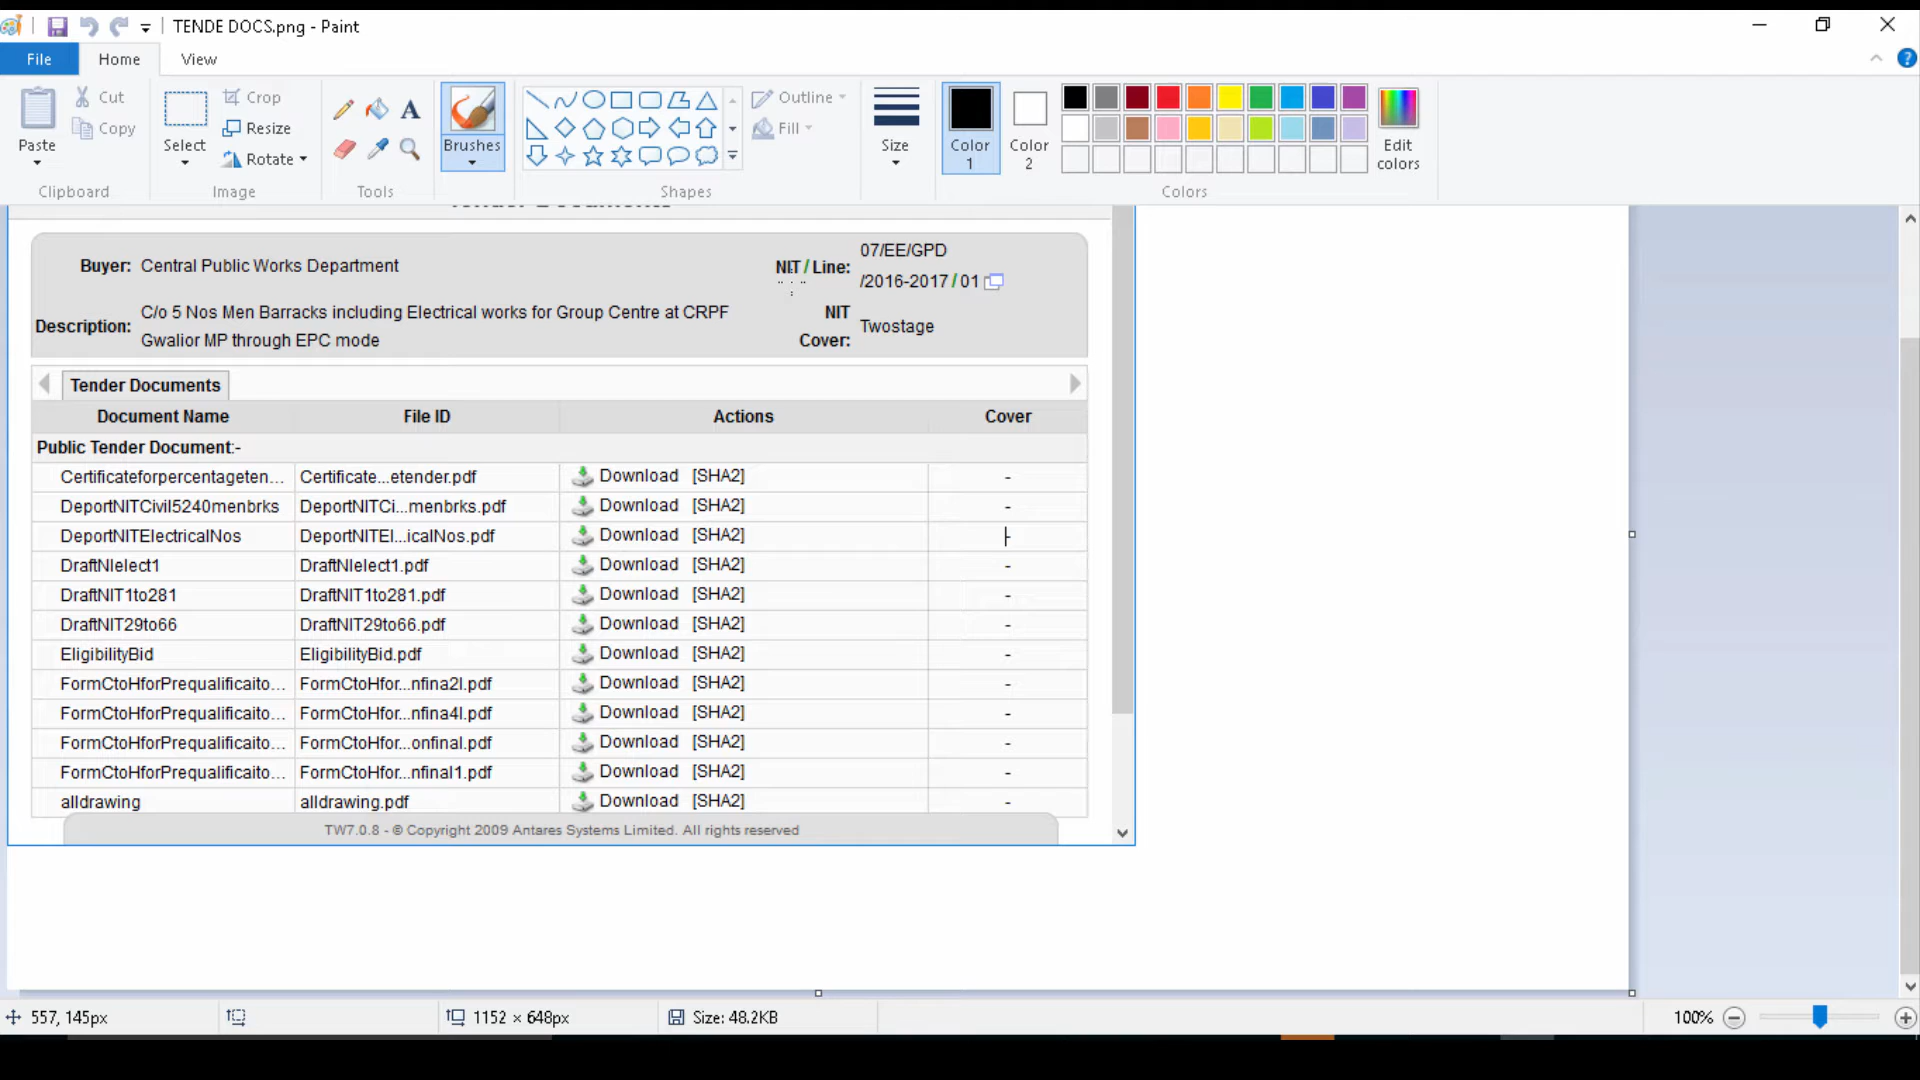 TENDE DOCS.png - Paint
File Home View
Paste
Cut
Copy
Clipboard
Select
Crop
Resize
Rotate
Image
A
Tools
Brushes
Outline
Fill
Shapes
Size
Color 1
Color 2
Edit colors
Colors
Tender Documents
Buyer: Central Public Works Department
NIT / Line: 07/EE/GPD
/2016-2017 / 01
Description: C/o 5 Nos Men Barracks including Electrical works for Group Centre at CRPF
Gwalior MP through EPC mode
NIT
Cover: Twostage
Tender Documents
Document Name File ID Actions Cover
Public Tender Document:-
Certificateforpercentageten... Certificate...etender.pdf Download [SHA2] -
DeportNITCivil5240menbrks DeportNITCi...menbrks.pdf Download [SHA2] -
DeportNITElectricalNos DeportNITEl...icalNos.pdf Download [SHA2] -
DraftNIelect1 DraftNIelect1.pdf Download [SHA2] -
DraftNIT1to281 DraftNIT1to281.pdf Download [SHA2] -
DraftNIT29to66 DraftNIT29to66.pdf Download [SHA2] -
EligibilityBid EligibilityBid.pdf Download [SHA2] -
FormCtoHforPrequalificaito... FormCtoHfor...nfina2l.pdf Download [SHA2] -
FormCtoHforPrequalificaito... FormCtoHfor...nfina4l.pdf Download [SHA2] -
FormCtoHforPrequalificaito... FormCtoHfor...onfinal.pdf Download [SHA2] -
FormCtoHforPrequalificaito... FormCtoHfor...nfinal1.pdf Download [SHA2] -
alldrawing alldrawing.pdf Download [SHA2] -
TW7.0.8 - © Copyright 2009 Antares Systems Limited. All rights reserved
557, 145px 1152 × 648px Size: 48.2KB 100%